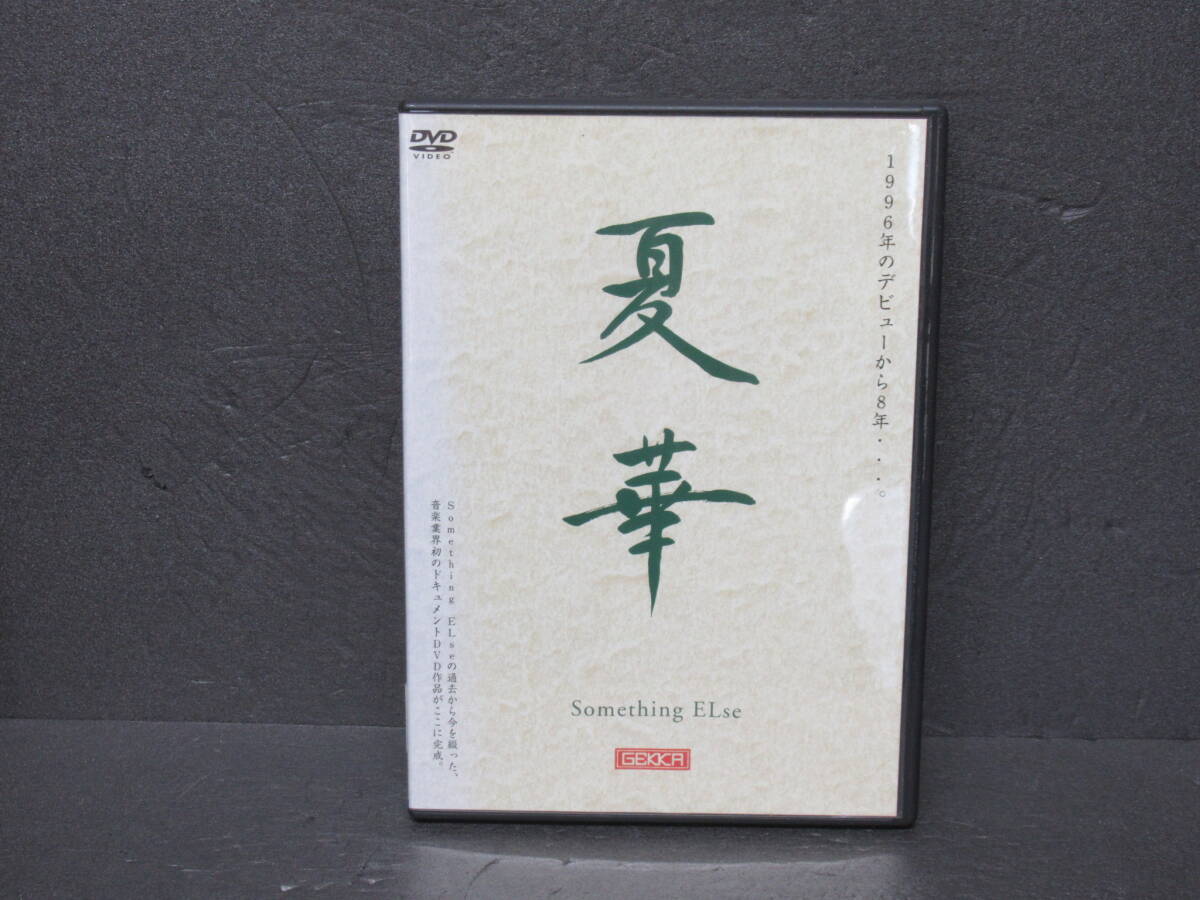 DVD
VIDEO
1996年のデビューから8年・・・。
夏華
Something ELseの過去から今を綴った、
音楽業界初のドキュメントDVD作品がここに完成。
Something ELse
GEKKA